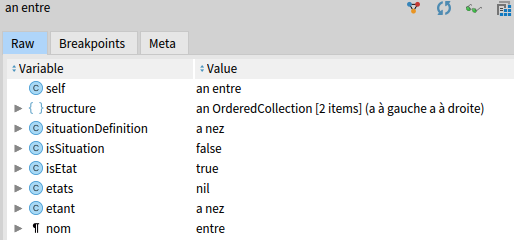 an entre
Raw Breakpoints Meta
Variable Value
self an entre
structure an OrderedCollection [2 items] (a à gauche a à droite)
situationDefinition a nez
isSituation false
isEtat true
etats nil
etant a nez
nom entre